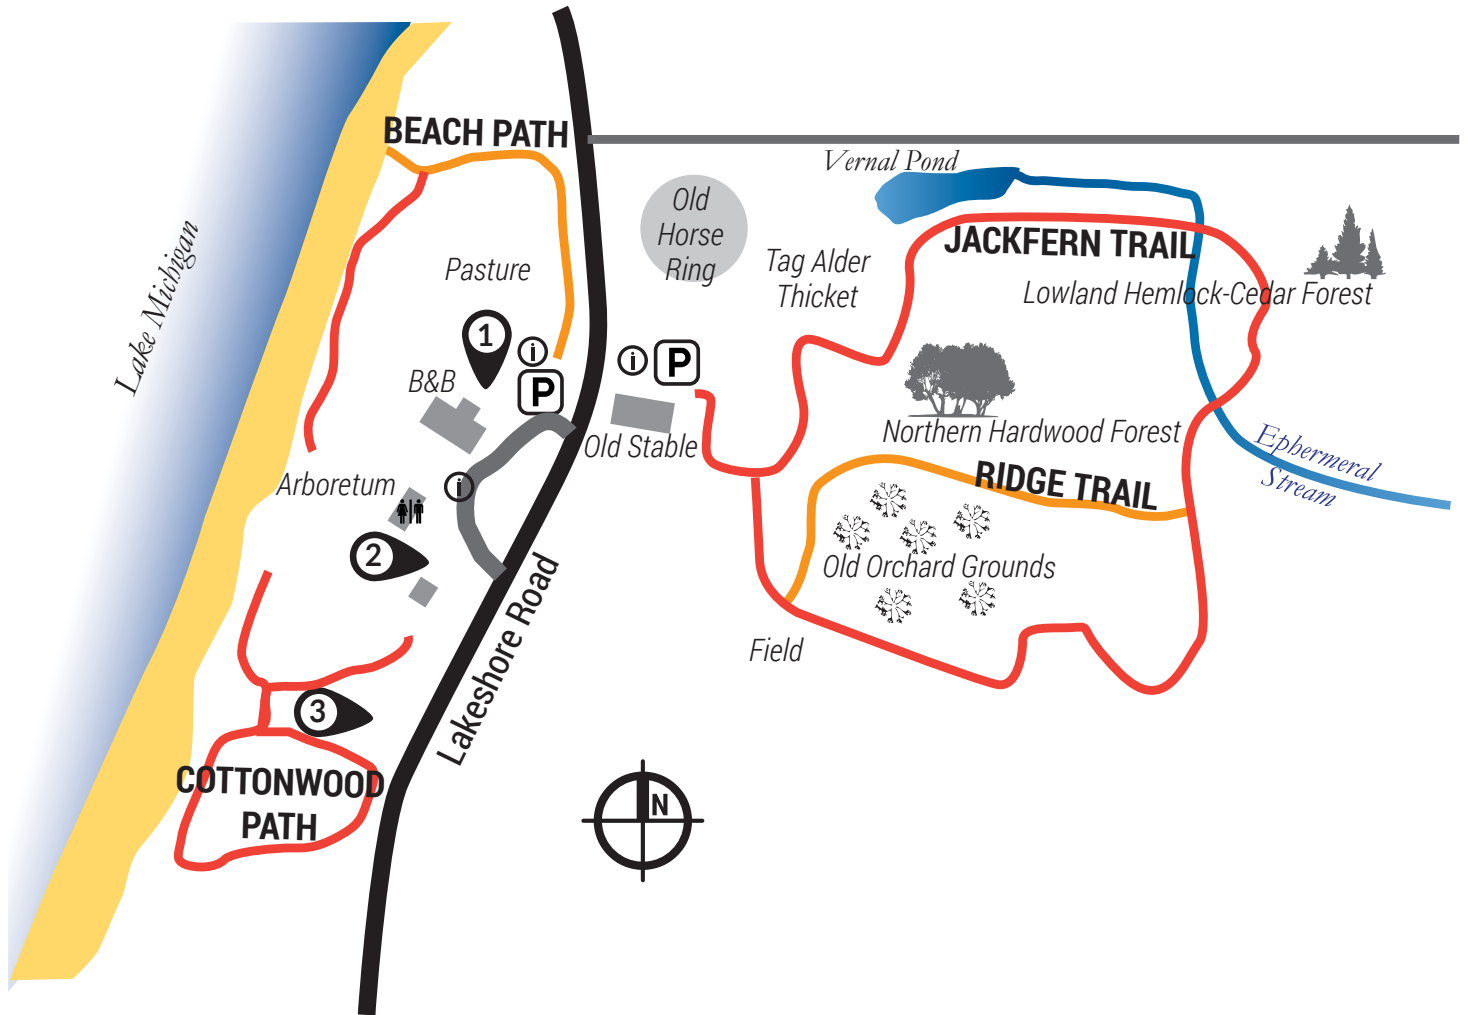 BEACH PATH
Vernal Pond
Old
Horse
Ring
JACKFERN TRAIL
Lake Michigan
Pasture
Tag Alder
Thicket
Lowland Hemlock-Cedar Forest
1
i
i
P
P
B&B
Old Stable
Northern Hardwood Forest
Ephemeral
Stream
RIDGE TRAIL
Arboretum
i
2
Old Orchard Grounds
Field
Lakeshore Road
3
COTTONWOOD
PATH
N